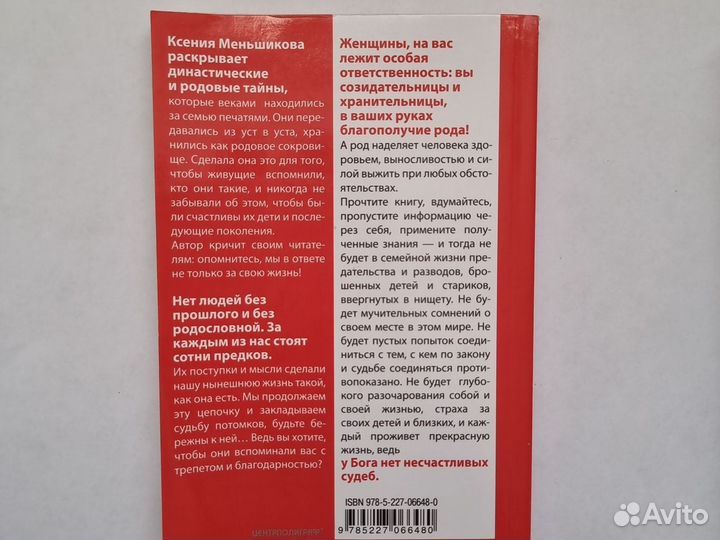 Ксения Меньшикова
раскрывает
династические
и родовые тайны,
которые веками находились
за семью печатями. Они пере-
давались из уст в уста, хра-
нились как родовое сокрови-
ще. Сделала она это для того,
чтобы живущие вспомнили,
кто они такие, и никогда не
забывали об этом, чтобы бы-
ли счастливы их дети и после-
дующие поколения.
Автор кричит своим читате-
лям: опомнитесь, мы в ответе
не только за свою жизнь!
Нет людей без
прошлого и без
родословной. За
каждым из нас стоят
сотни предков.
Их поступки и мысли сделали
нашу нынешнюю жизнь такой,
как она есть. Мы продолжаем
эту цепочку и закладываем
судьбу потомков, будьте бе-
режны к ней... Ведь вы хотите,
чтобы они вспоминали вас с
трепетом и благодарностью?
ЦЕНТРПОЛИГРАФ
Женщины, на вас
лежит особая
ответственность: вы
созидательницы и
хранительницы,
в ваших руках
благополучие рода!
А род наделяет человека здо-
ровьем, выносливостью и си-
лой выжить при любых обсто-
ятельствах.
Прочтите книгу, вдумайтесь,
пропустите информацию че-
рез себя, примените полу-
ченные знания — и тогда не
будет в семейной жизни пре-
дательства и разводов, бро-
шенных детей и стариков,
ввергнутых в нищету. Не бу-
дет мучительных сомнений о
своем месте в этом мире. Не
будет пустых попыток соеди-
ниться с тем, с кем по закону
и судьбе соединяться проти-
вопоказано. Не будет глубо-
кого разочарования собой и
своей жизнью, страха за
своих детей и близких, и каж-
дый проживет прекрасную
жизнь, ведь
у Бога нет несчастливых
судеб.
ISBN 978-5-227-06648-0
9 785227 066480
Avito